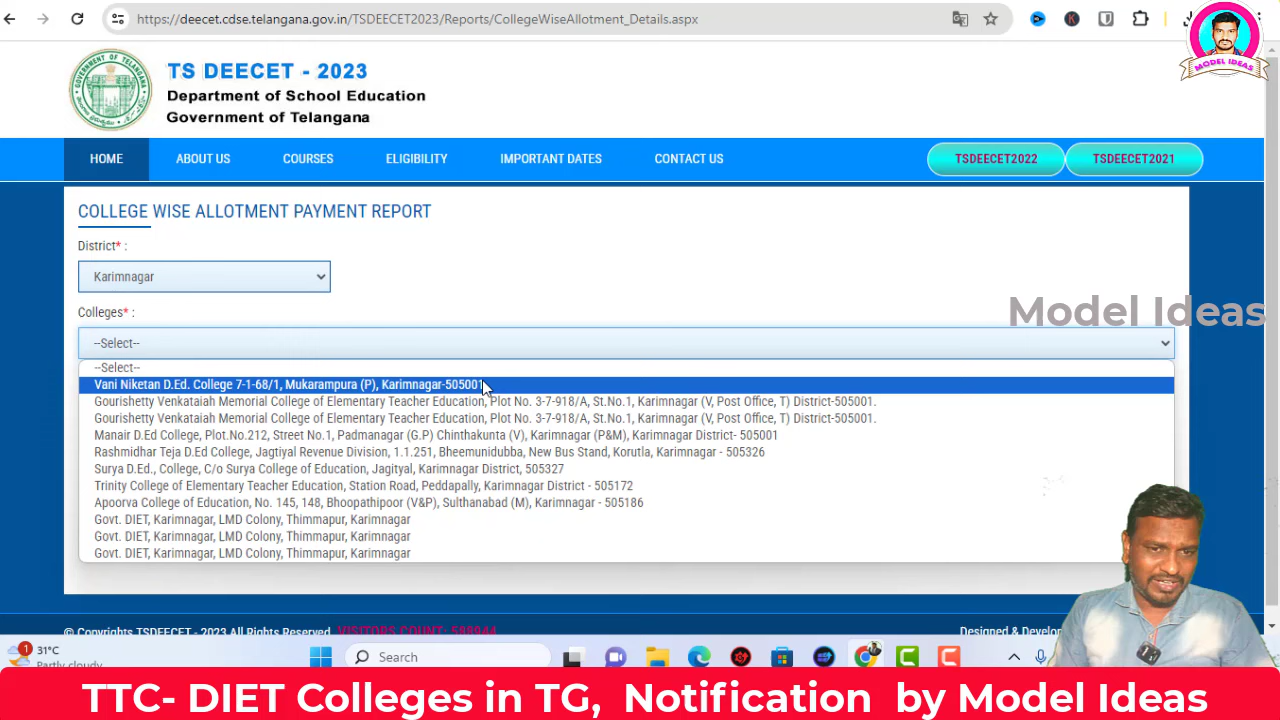 https://deecet.cdse.telangana.gov.in/TSDEECET2023/Reports/CollegeWiseAllotment_Details.aspx
K
MODEL IDEAS
TS DEECET - 2023
Department of School Education
Government of Telangana
HOME ABOUT US COURSES ELIGIBILITY IMPORTANT DATES CONTACT US TSDEECET2022 TSDEECET2021
COLLEGE WISE ALLOTMENT PAYMENT REPORT
District* :
Karimnagar
Colleges* :
Model Ideas
--Select--
--Select--
Vani Niketan D.Ed. College 7-1-68/1, Mukarampura (P), Karimnagar-505001
Gourishetty Venkataiah Memorial College of Elementary Teacher Education, Plot No. 3-7-918/A, St.No.1, Karimnagar (V, Post Office, T) District-505001.
Gourishetty Venkataiah Memorial College of Elementary Teacher Education, Plot No. 3-7-918/A, St.No.1, Karimnagar (V, Post Office, T) District-505001.
Manair D.Ed College, Plot.No.212, Street No.1, Padmanagar (G.P) Chinthakunta (V), Karimnagar (P&M), Karimnagar District- 505001
Rashmidhar Teja D.Ed College, Jagtiyal Revenue Division, 1.1.251, Bheemunidubba, New Bus Stand, Korutla, Karimnagar - 505326
Surya D.Ed., College, C/o Surya College of Education, Jagityal, Karimnagar District, 505327
Trinity College of Elementary Teacher Education, Station Road, Peddapally, Karimnagar District - 505172
Apoorva College of Education, No. 145, 148, Bhoopathipoor (V&P), Sulthanabad (M), Karimnagar - 505186
Govt. DIET, Karimnagar, LMD Colony, Thimmapur, Karimnagar
Govt. DIET, Karimnagar, LMD Colony, Thimmapur, Karimnagar
Govt. DIET, Karimnagar, LMD Colony, Thimmapur, Karimnagar
© Copyrights TSDEECET - 2023 All Rights Reserved. VISITORS COUNT: 588944 Designed &
1
31°C
Partly cloudy
Search
TTC- DIET Colleges in TG, Notification by Model Ideas